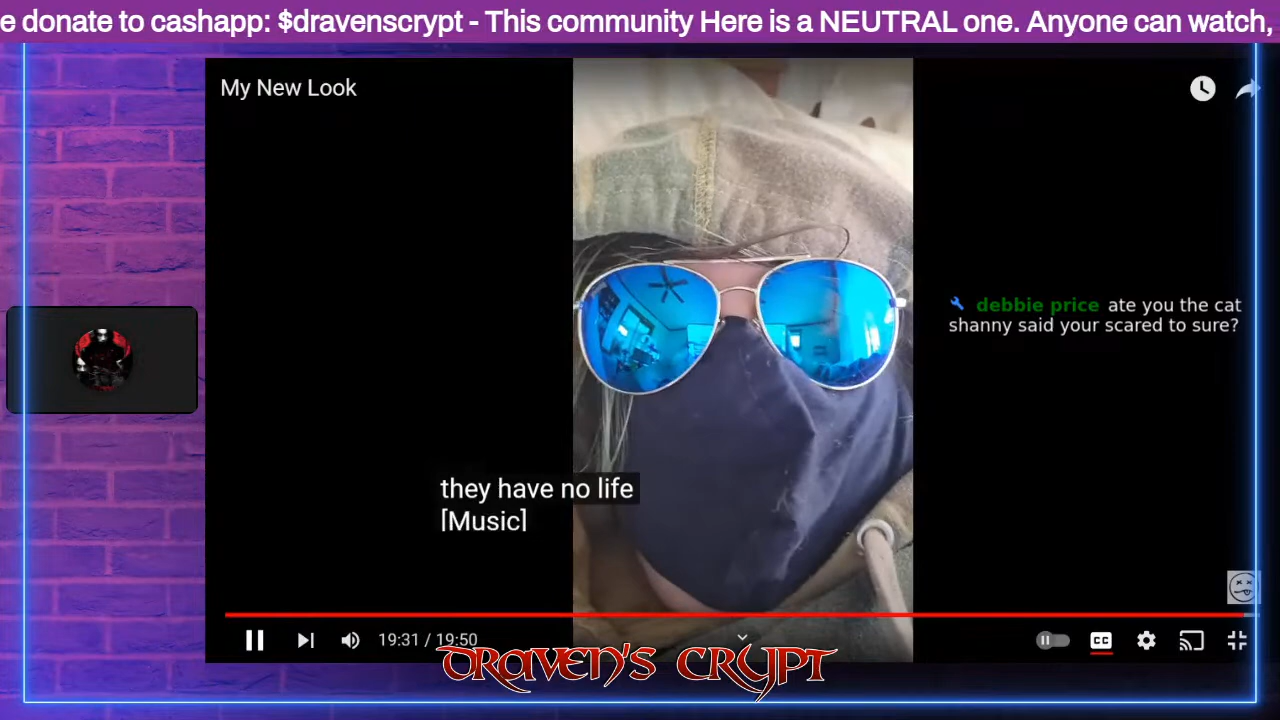 e donate to cashapp: $dravenscrypt - This community Here is a NEUTRAL one. Anyone can watch,
My New Look
debbie price ate you the cat
shanny said your scared to sure?
they have no life
[Music]
19:31 / 19:50
CC
DRAVEN'S CRYPT